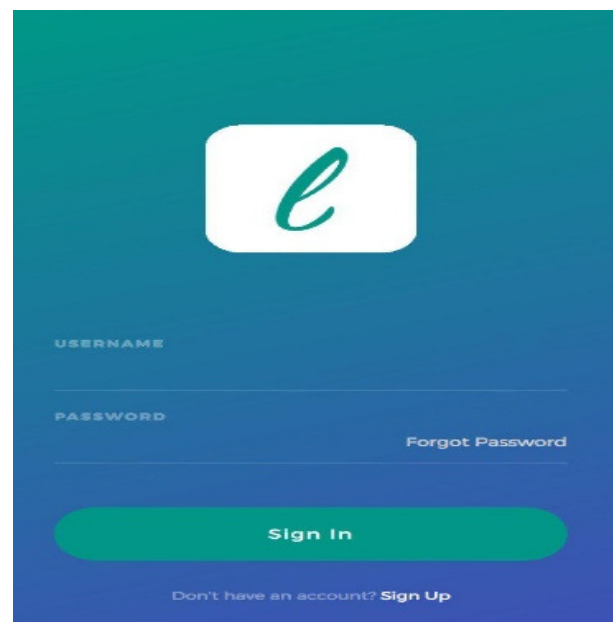 l
USERNAME
PASSWORD
Forgot Password
Sign In
Don't have an account? Sign Up